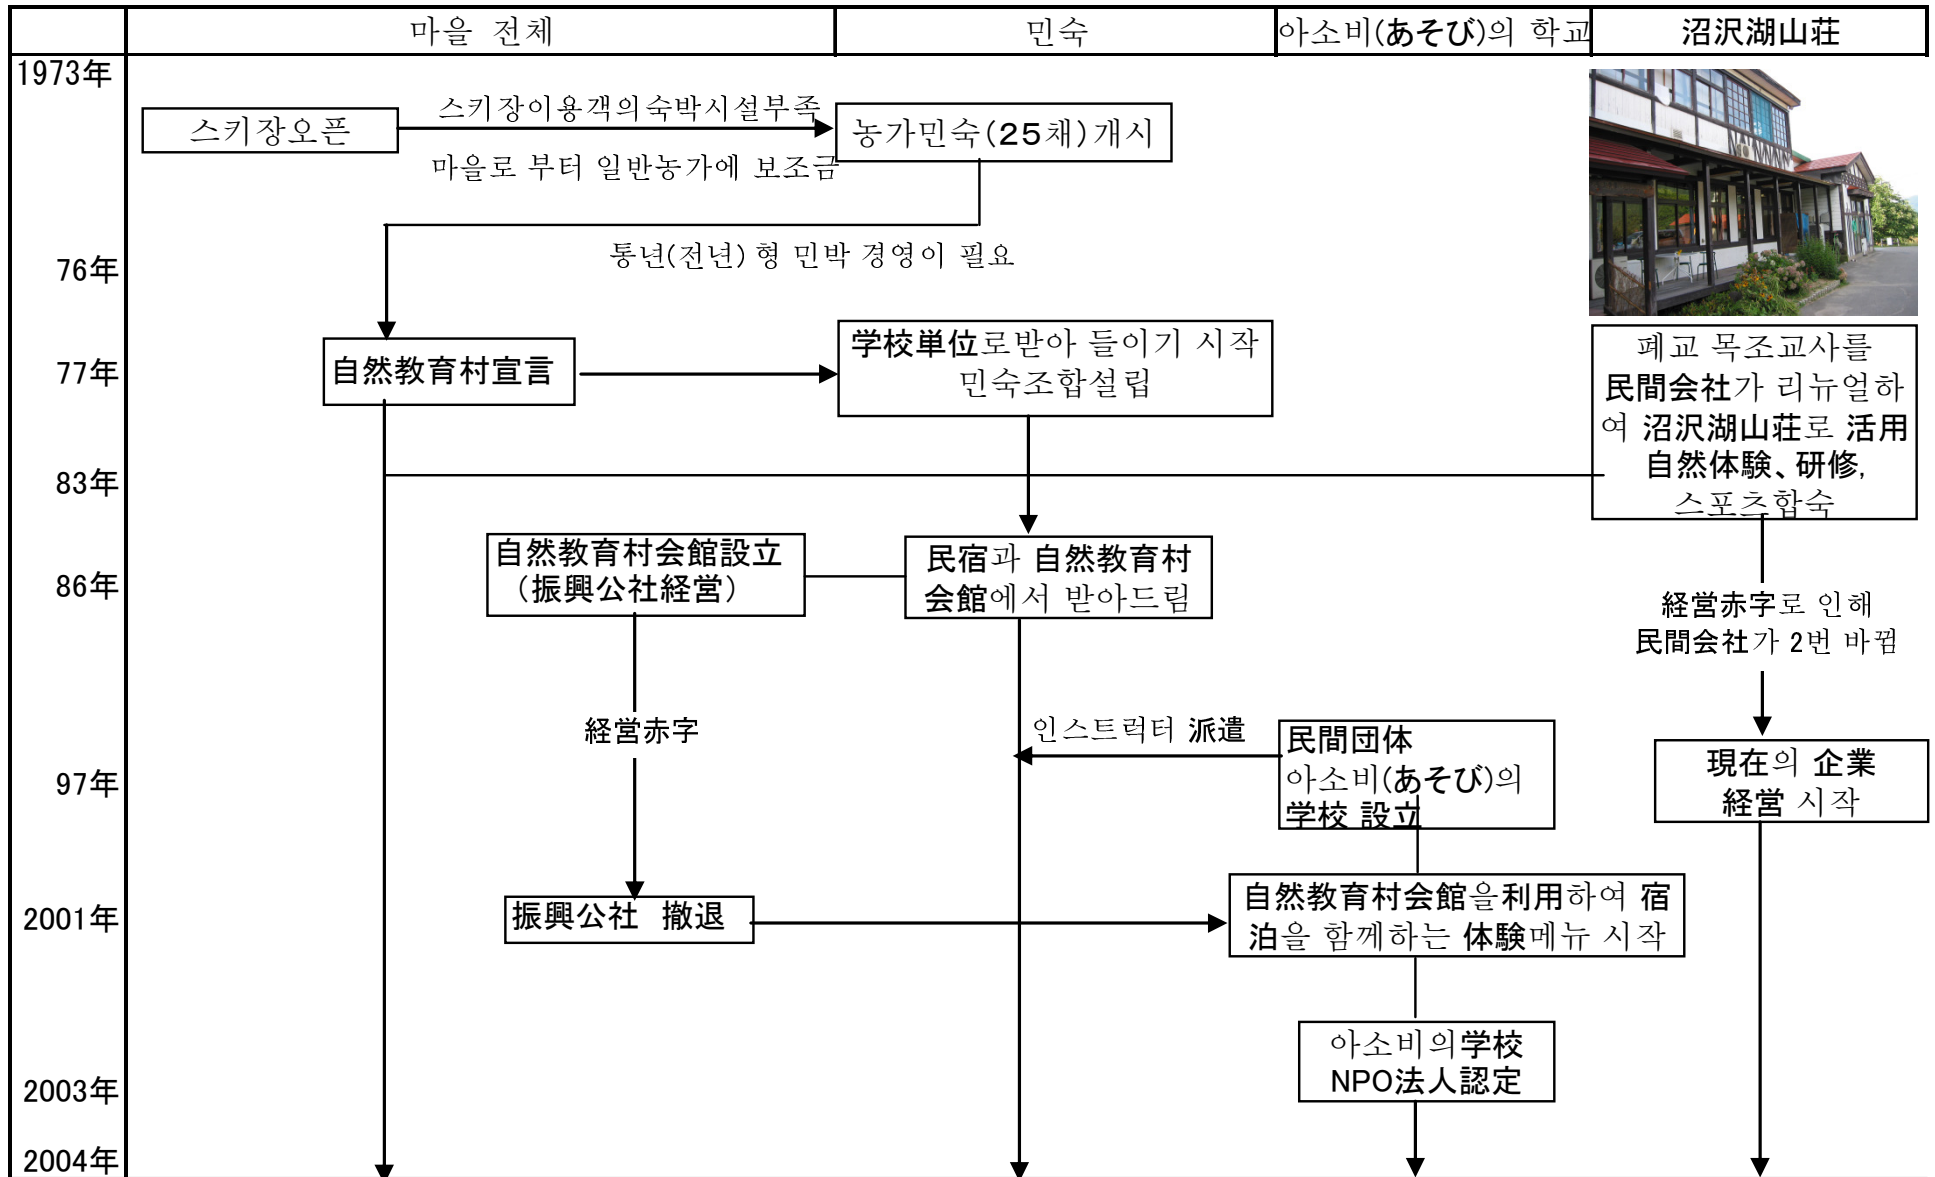 마을 전체
민숙
아소비(あそび)의 학교
沼沢湖山荘
1973年
스키장오픈
스키장이용객의숙박시설부족
마을로 부터 일반농가에 보조금
농가민숙(25채)개시
통년(전년) 형 민박 경영이 필요
76年
77年
自然教育村宣言
学校単位로받아 들이기 시작
민숙조합설립
폐교 목조교사를
民間会社가 리뉴얼하
여 沼沢湖山荘로 活用
自然体験、研修,
스포츠합숙
83年
86年
自然教育村会館設立
（振興公社経営）
民宿과 自然教育村
会館에서 받아드림
経営赤字로 인해
民間会社가 2번 바뀜
経営赤字
인스트럭터 派遣
97年
民間団体
아소비(あそび)의
学校 設立
現在의 企業
経営 시작
2001年
振興公社 撤退
自然教育村会館을利用하여 宿
泊을 함께하는 体験메뉴 시작
아소비의学校
NPO法人認定
2003年
2004年